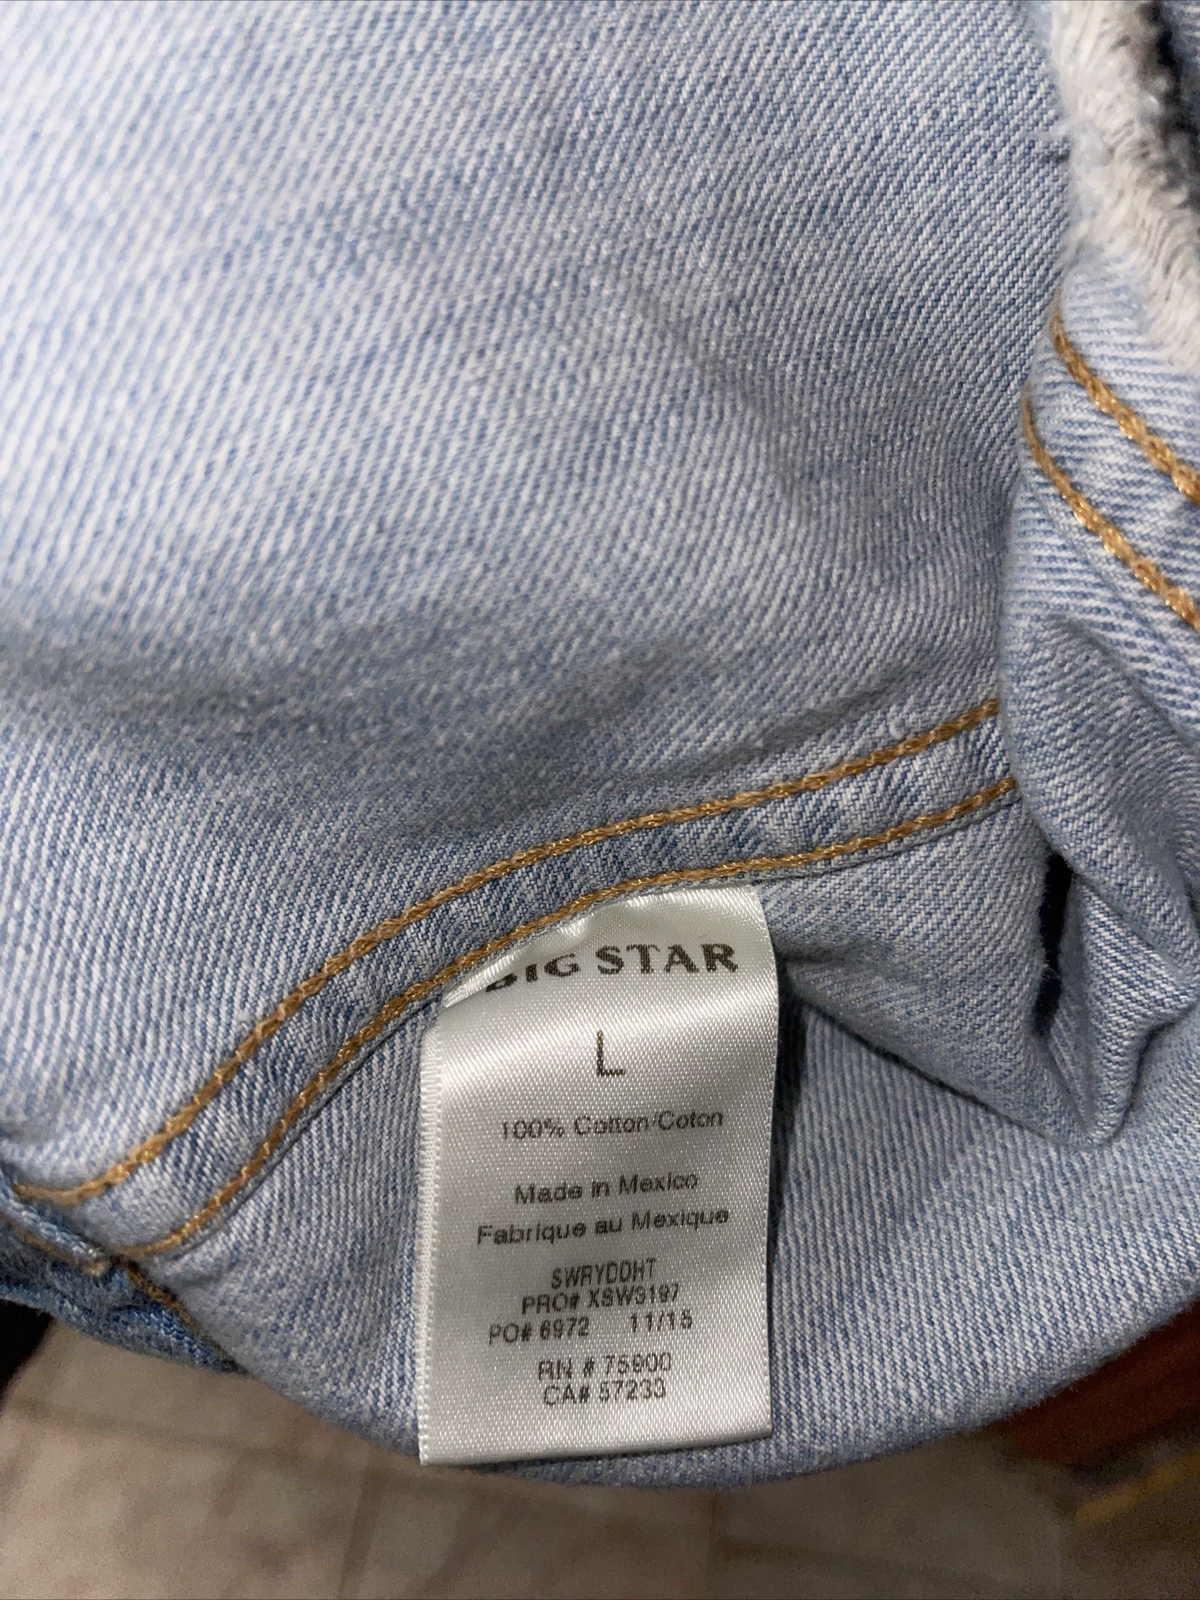 BIG STAR
L
100% Cotton/Coton
Made in Mexico
Fabrique au Mexique
SWRYDDHT
PRO# XSW3197
PO# 6972 11/15
RN # 75900
CA# 57233